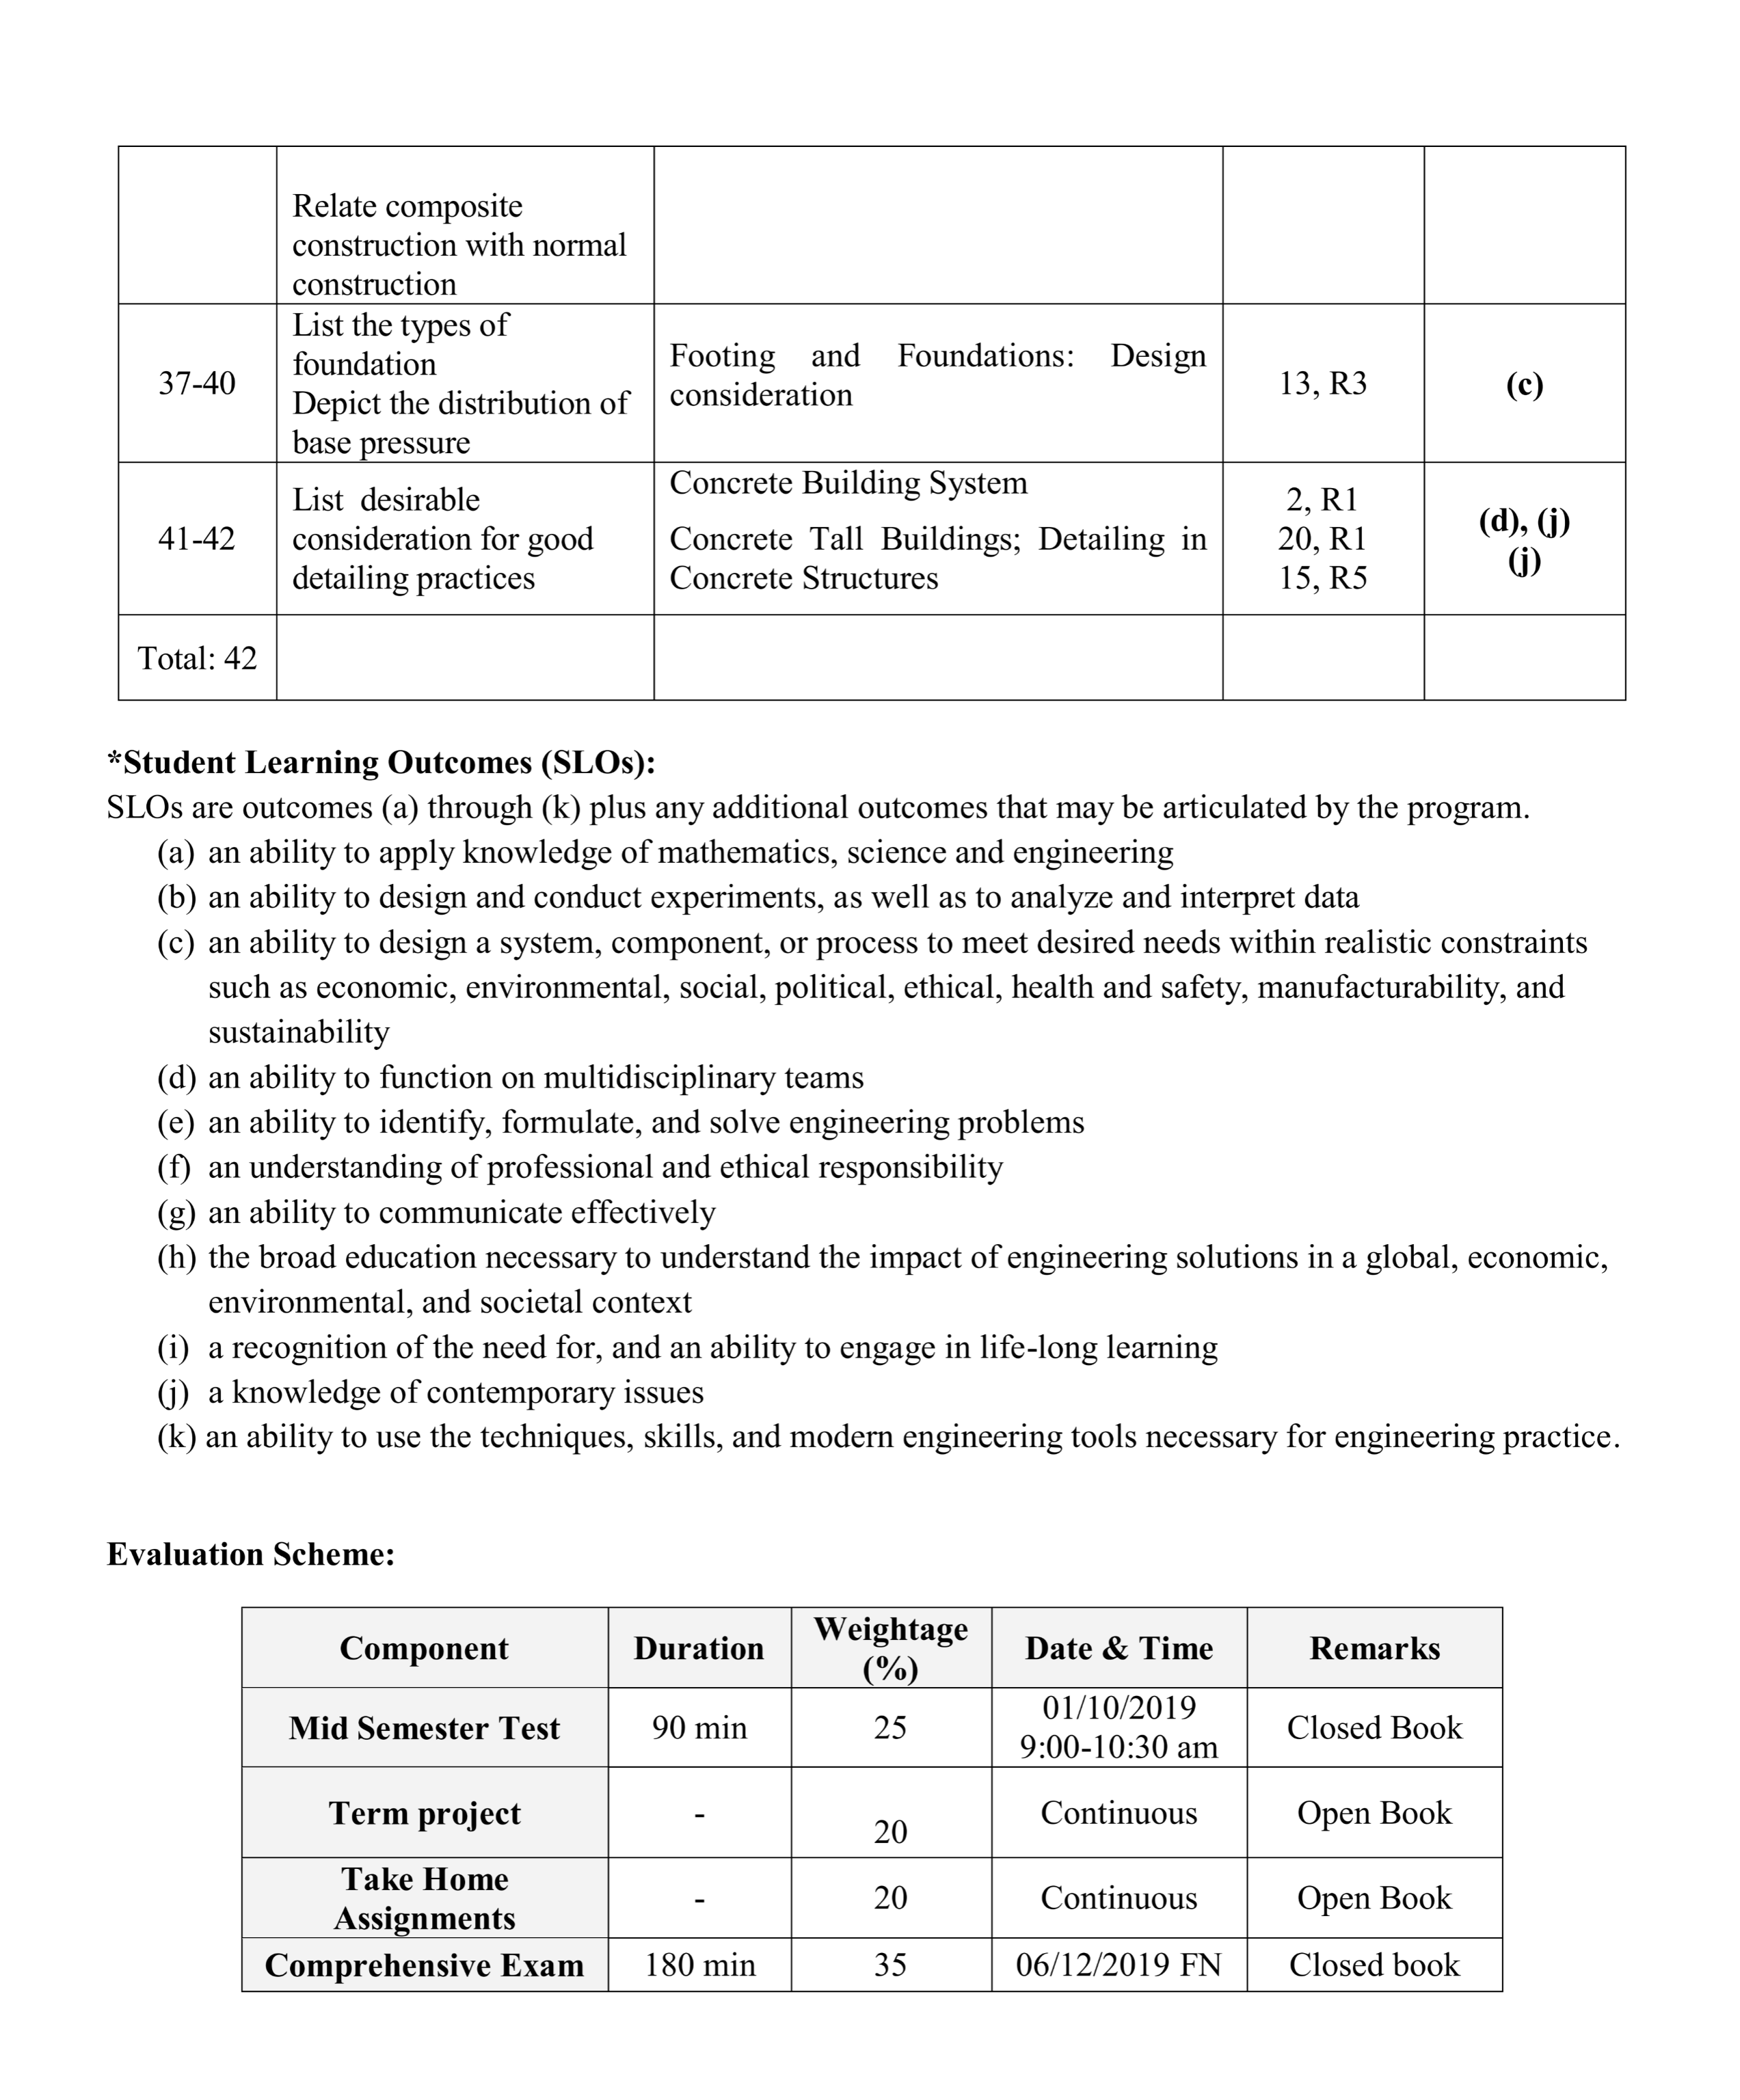 Relate composite
construction with normal
construction
37-40
List the types of
foundation
Depict the distribution of
base pressure
Footing and Foundations: Design
consideration
13, R3
(c)
41-42
List desirable
consideration for good
detailing practices
Concrete Building System
Concrete Tall Buildings; Detailing in
Concrete Structures
2, R1
20, R1
15, R5
(d), (j)
(j)
Total: 42
*Student Learning Outcomes (SLOs):
SLOs are outcomes (a) through (k) plus any additional outcomes that may be articulated by the program.
(a) an ability to apply knowledge of mathematics, science and engineering
(b) an ability to design and conduct experiments, as well as to analyze and interpret data
(c) an ability to design a system, component, or process to meet desired needs within realistic constraints
such as economic, environmental, social, political, ethical, health and safety, manufacturability, and
sustainability
(d) an ability to function on multidisciplinary teams
(e) an ability to identify, formulate, and solve engineering problems
(f) an understanding of professional and ethical responsibility
(g) an ability to communicate effectively
(h) the broad education necessary to understand the impact of engineering solutions in a global, economic,
environmental, and societal context
(i) a recognition of the need for, and an ability to engage in life-long learning
(j) a knowledge of contemporary issues
(k) an ability to use the techniques, skills, and modern engineering tools necessary for engineering practice.
Evaluation Scheme:
Component
Duration
Weightage
(%)
Date & Time
Remarks
Mid Semester Test
90 min
25
01/10/2019
9:00-10:30 am
Closed Book
Term project
-
20
Continuous
Open Book
Take Home
Assignments
-
20
Continuous
Open Book
Comprehensive Exam
180 min
35
06/12/2019 FN
Closed book